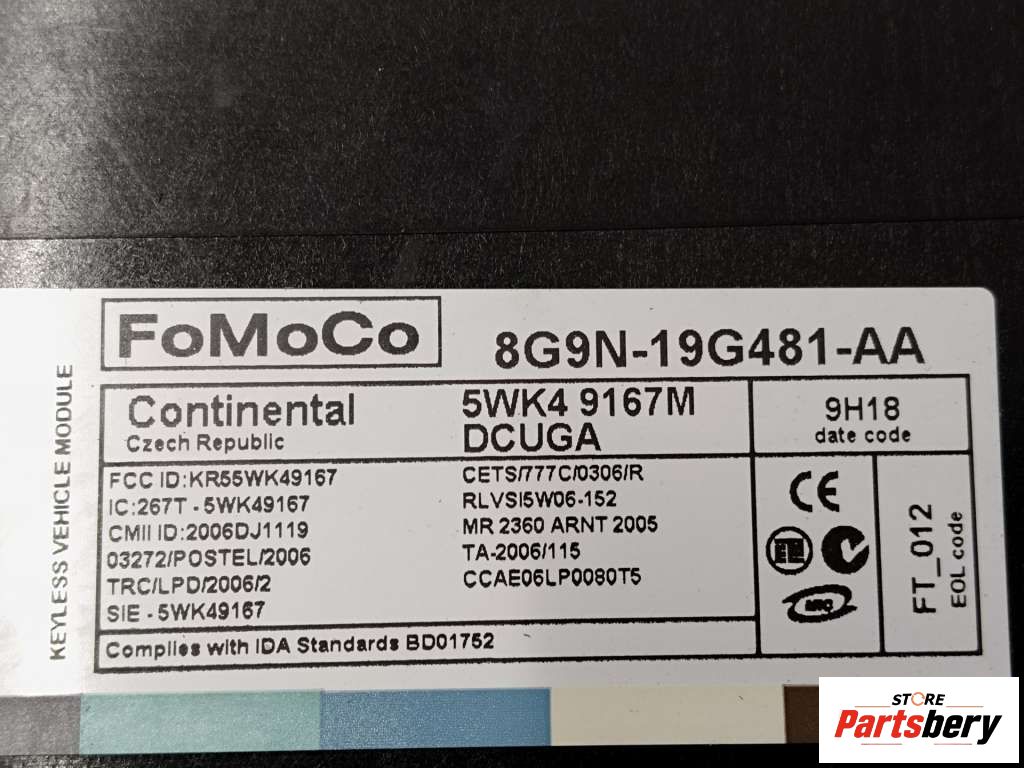 FoMoCo
8G9N-19G481-AA
KEYLESS VEHICLE MODULE
Continental
Czech Republic
5WK4 9167M
DCUGA
9H18
date code
FCC ID:KR55WK49167
IC:267T - 5WK49167
CMII ID:2006DJ1119
03272/POSTEL/2006
TRC/LPD/2006/2
SIE - 5WK49167
CETS/777C/0306/R
RLVSI5W06-152
MR 2360 ARNT 2005
TA-2006/115
CCAE06LP0080T5
CE
FT_012
EOL code
Complies with IDA Standards BD01752
STORE
Partsbery